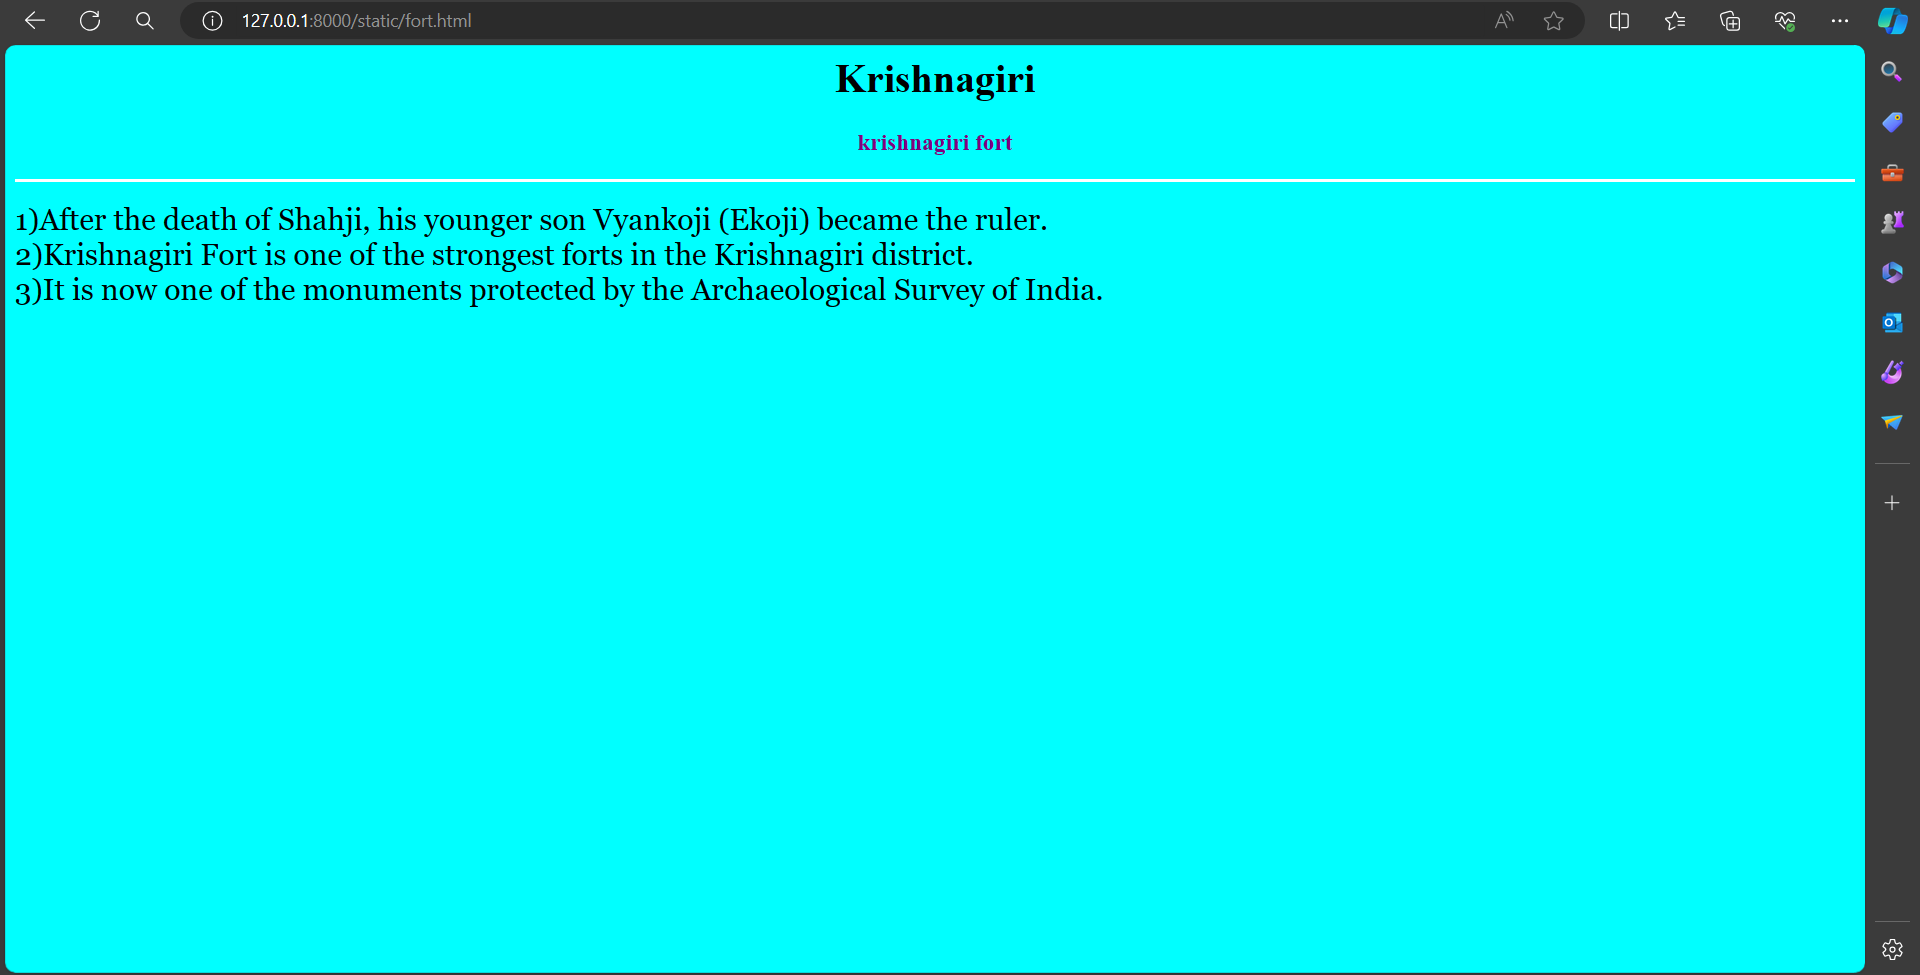 127.0.0.1:8000/static/fort.html
Krishnagiri
krishnagiri fort
1)After the death of Shahji, his younger son Vyankoji (Ekoji) became the ruler.
2)Krishnagiri Fort is one of the strongest forts in the Krishnagiri district.
3)It is now one of the monuments protected by the Archaeological Survey of India.